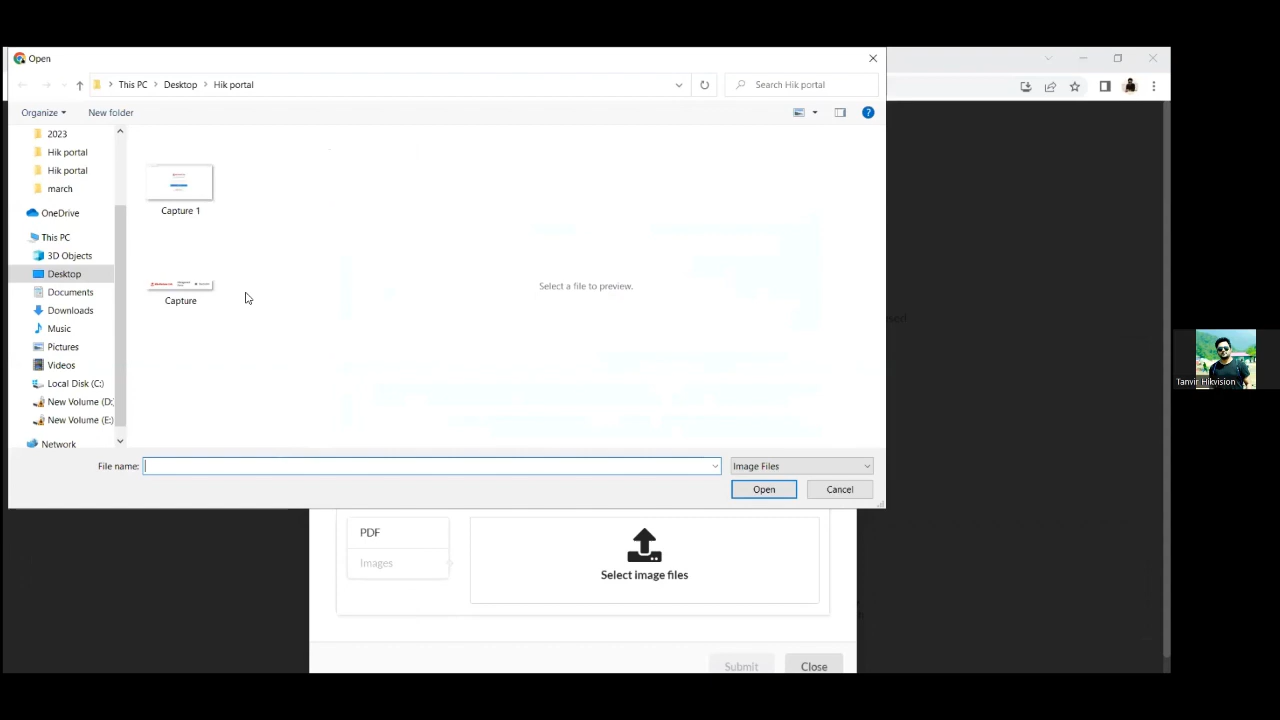 Open
This PC
Desktop
Hik portal
Search Hik portal
Organize
New folder
2023
Hik portal
Hik portal
march
OneDrive
This PC
3D Objects
Desktop
Documents
Downloads
Music
Pictures
Videos
Local Disk (C:)
New Volume (D:
New Volume (E:)
Network
Capture 1
Capture
Select a file to preview.
File name:
Image Files
Open
Cancel
PDF
Images
Select image files
Submit
Close
Tanvir Hikvision